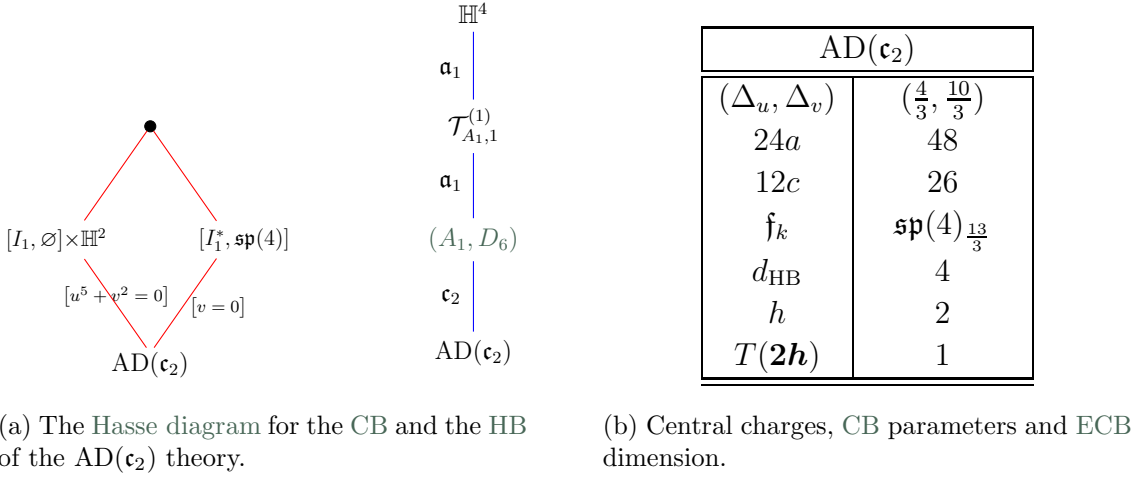 ℍ⁴
𝔞₁
𝒯^{(1)}_{A₁,1}
𝔞₁
[I₁, ∅]×ℍ²
[I₁*, 𝔰𝔭(4)]
(A₁, D₆)
[u⁵ + v² = 0]
[v = 0]
𝔠₂
AD(𝔠₂)
AD(𝔠₂)
(a) The Hasse diagram for the CB and the HB
of the AD(𝔠₂) theory.
AD(𝔠₂)
(Δ_u, Δ_v) (4/3, 10/3)
24a 48
12c 26
𝔣_k 𝔰𝔭(4)_{13/3}
d_HB 4
h 2
T(2h) 1
(b) Central charges, CB parameters and ECB
dimension.